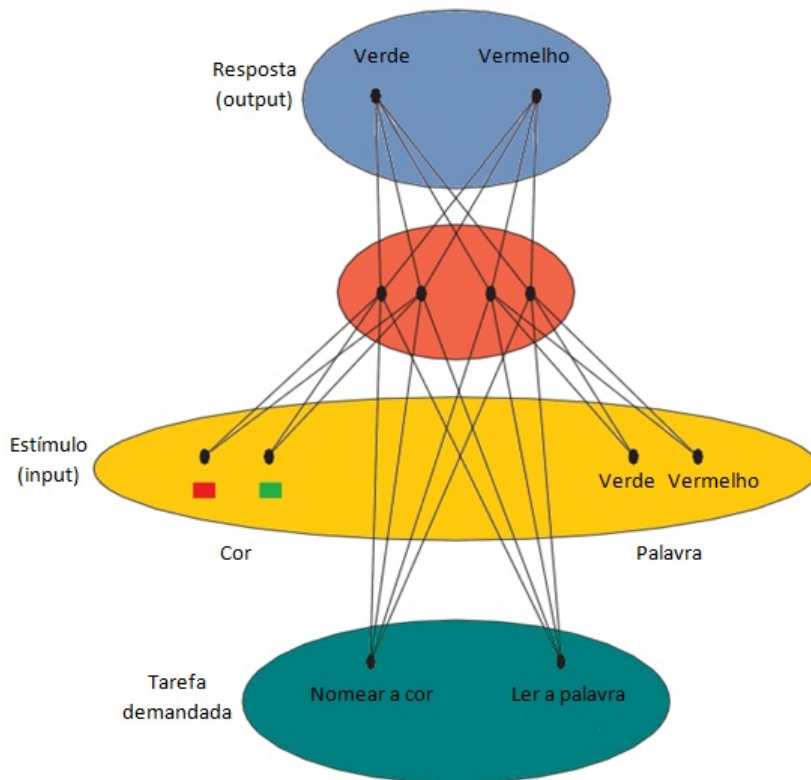 Verde Vermelho
Resposta
(output)
Estímulo
(input)
Verde Vermelho
Cor Palavra
Tarefa
demandada
Nomear a cor Ler a palavra